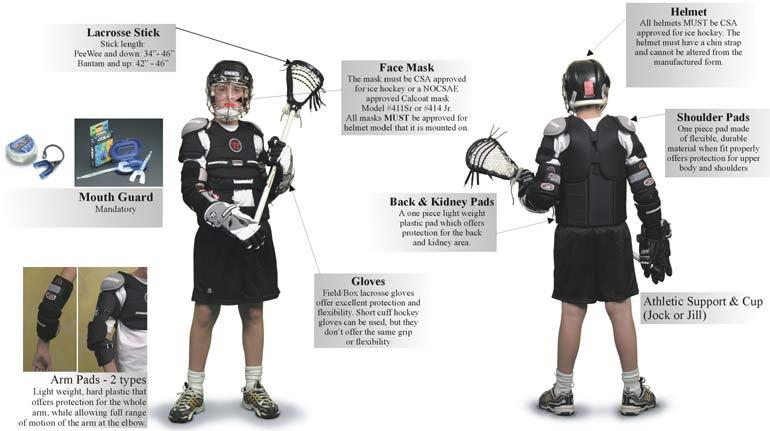 Lacrosse Stick
Stick length:
PeeWee and down: 34"- 46"
Bantam and up: 42" - 46"
Face Mask
The mask must be CSA approved
for ice hockey or a NOCSAE
approved Calcoat mask
Model #411Sr or #414 Jr.
All masks MUST be approved for
helmet model that it is mounted on.
Helmet
All helmets MUST be CSA
approved for ice hockey. The
helmet must have a chin strap
and cannot be altered from the
manufactured form.
Shoulder Pads
One piece pad made
of flexible, durable
material when fit properly
offers protection for upper
body and shoulders
Mouth Guard
Mandatory
Back & Kidney Pads
A one piece light weight
plastic pad which offers
protection for the back
and kidney area.
Gloves
Field/Box lacrosse gloves
offer excellent protection and
flexibility. Short cuff hockey
gloves can be used, but they
don't offer the same grip
or flexibility
Athletic Support & Cup
(Jock or Jill)
Arm Pads - 2 types
Light weight, hard plastic that
offers protection for the whole
arm, while allowing full range
of motion of the arm at the elbow.